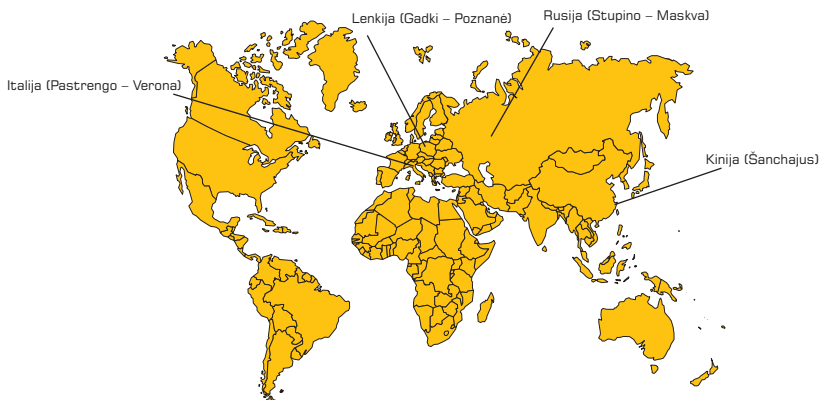 Lenkija (Gadki – Poznanė)
Rusija (Stupino – Maskva)
Italija (Pastrengo – Verona)
Kinija (Šanchajus)